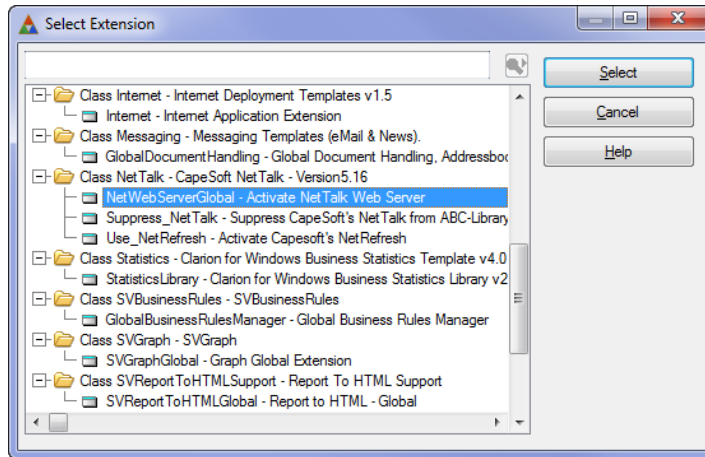 Select Extension
Class Internet - Internet Deployment Templates v1.5
Internet - Internet Application Extension
Class Messaging - Messaging Templates (eMail & News).
GlobalDocumentHandling - Global Document Handling, Addressboo
Class NetTalk - CapeSoft NetTalk - Version5.16
NetWebServerGlobal - Activate NetTalk Web Server
Suppress_NetTalk - Suppress CapeSoft's NetTalk from ABC-Library
Use_NetRefresh - Activate Capesoft's NetRefresh
Class Statistics - Clarion for Windows Business Statistics Template v4.0
StatisticsLibrary - Clarion for Windows Business Statistics Library v2
Class SVBusinessRules - SVBusinessRules
GlobalBusinessRulesManager - Global Business Rules Manager
Class SVGraph - SVGraph
SVGraphGlobal - Graph Global Extension
Class SVReportToHTMLSupport - Report To HTML Support
SVReportToHTMLGlobal - Report to HTML - Global
Select
Cancel
Help